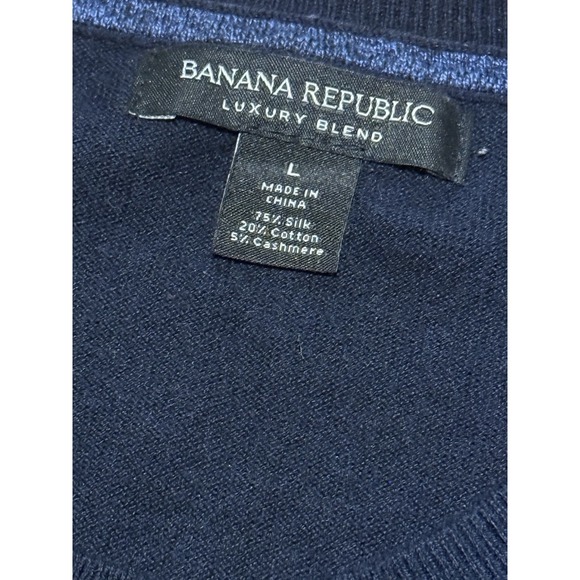 BANANA REPUBLIC
LUXURY BLEND
L
MADE IN
CHINA
75% Silk
20% Cotton
5% Cashmere